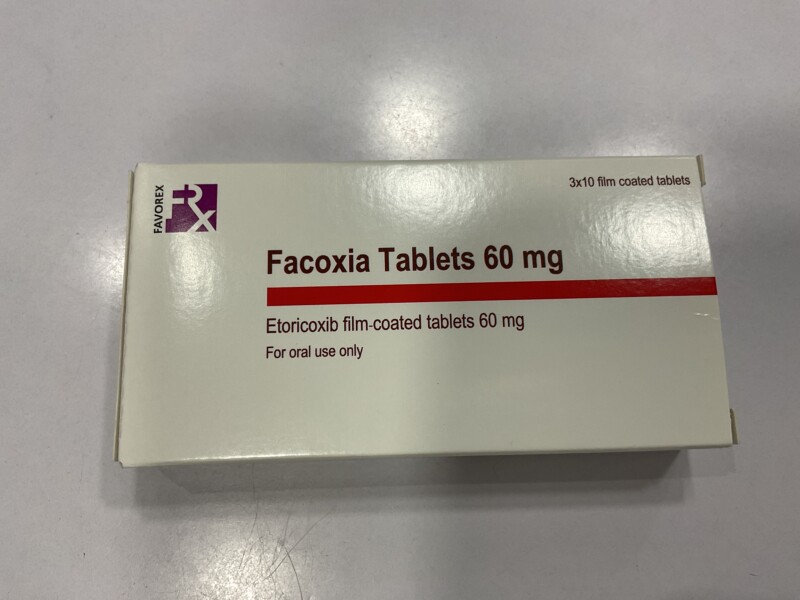 FAVOREX
FRX
3x10 film coated tablets
Facoxia Tablets 60 mg
Etoricoxib film-coated tablets 60 mg
For oral use only